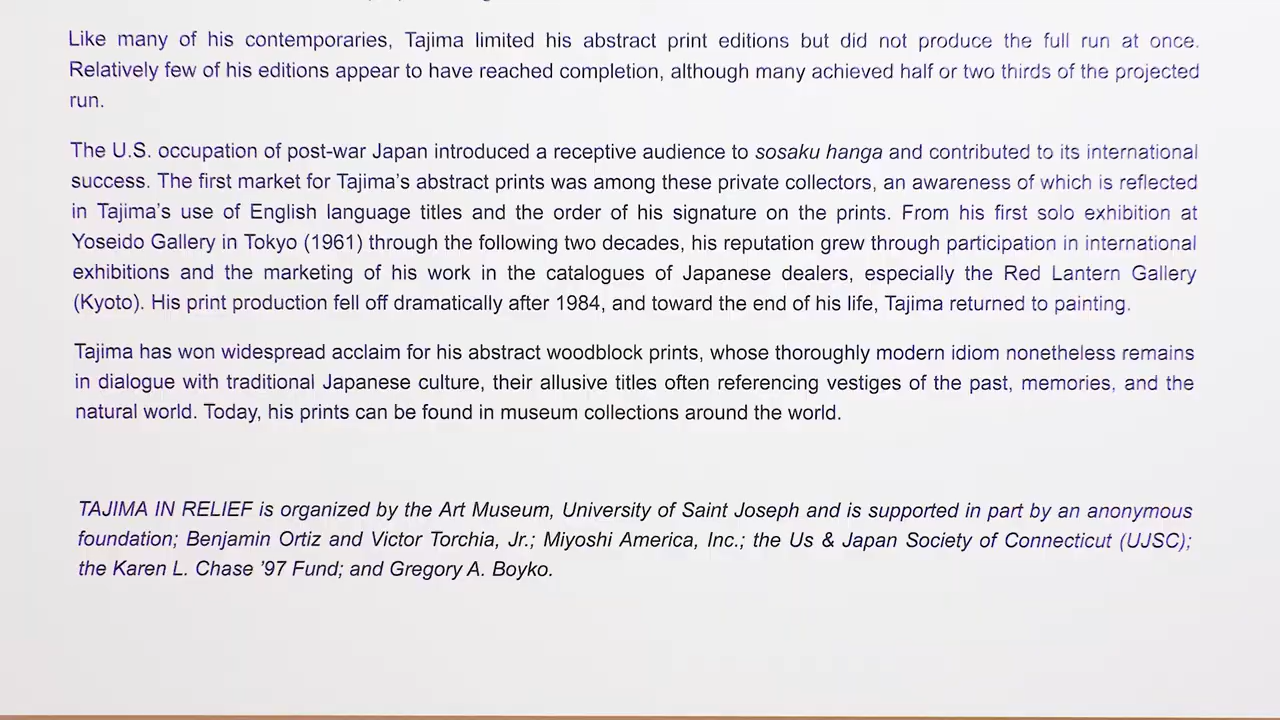 Like many of his contemporaries, Tajima limited his abstract print editions but did not produce the full run at once.
Relatively few of his editions appear to have reached completion, although many achieved half or two thirds of the projected
run.
The U.S. occupation of post-war Japan introduced a receptive audience to sosaku hanga and contributed to its international
success. The first market for Tajima's abstract prints was among these private collectors, an awareness of which is reflected
in Tajima's use of English language titles and the order of his signature on the prints. From his first solo exhibition at
Yoseido Gallery in Tokyo (1961) through the following two decades, his reputation grew through participation in international
exhibitions and the marketing of his work in the catalogues of Japanese dealers, especially the Red Lantern Gallery
(Kyoto). His print production fell off dramatically after 1984, and toward the end of his life, Tajima returned to painting.
Tajima has won widespread acclaim for his abstract woodblock prints, whose thoroughly modern idiom nonetheless remains
in dialogue with traditional Japanese culture, their allusive titles often referencing vestiges of the past, memories, and the
natural world. Today, his prints can be found in museum collections around the world.
TAJIMA IN RELIEF is organized by the Art Museum, University of Saint Joseph and is supported in part by an anonymous
foundation; Benjamin Ortiz and Victor Torchia, Jr.; Miyoshi America, Inc.; the Us & Japan Society of Connecticut (UJSC);
the Karen L. Chase '97 Fund; and Gregory A. Boyko.